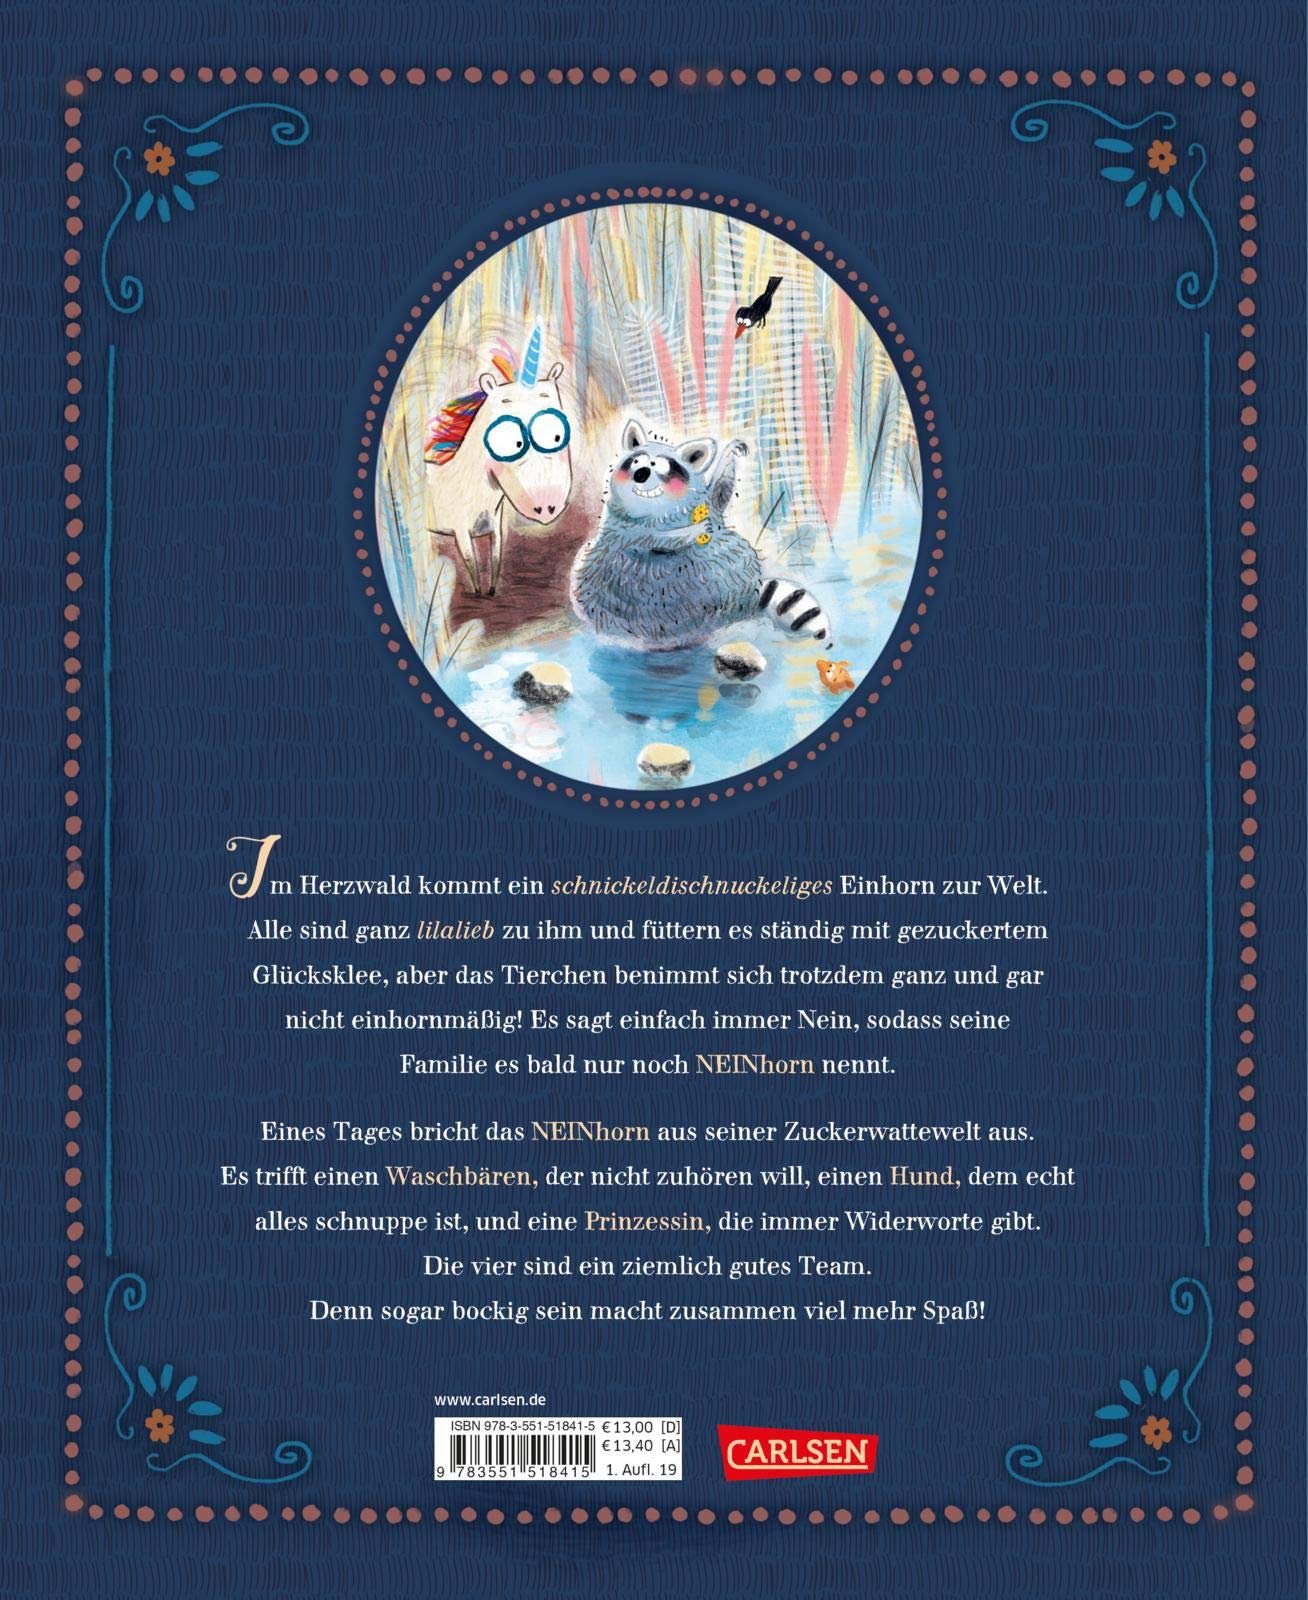 Im Herzwald kommt ein schnickeldischnuckeliges Einhorn zur Welt.
Alle sind ganz lilalieb zu ihm und füttern es ständig mit gezuckertem
Glücksklee, aber das Tierchen benimmt sich trotzdem ganz und gar
nicht einhornmäßig! Es sagt einfach immer Nein, sodass seine
Familie es bald nur noch NEINhorn nennt.
Eines Tages bricht das NEINhorn aus seiner Zuckerwattewelt aus.
Es trifft einen Waschbären, der nicht zuhören will, einen Hund, dem echt
alles schnuppe ist, und eine Prinzessin, die immer Widerworte gibt.
Die vier sind ein ziemlich gutes Team.
Denn sogar bockig sein macht zusammen viel mehr Spaß!
www.carlsen.de
ISBN 978-3-551-51841-5 € 13,00 [D]
€ 13,40 [A]
9 783551 518415 1. Aufl. 19
CARLSEN